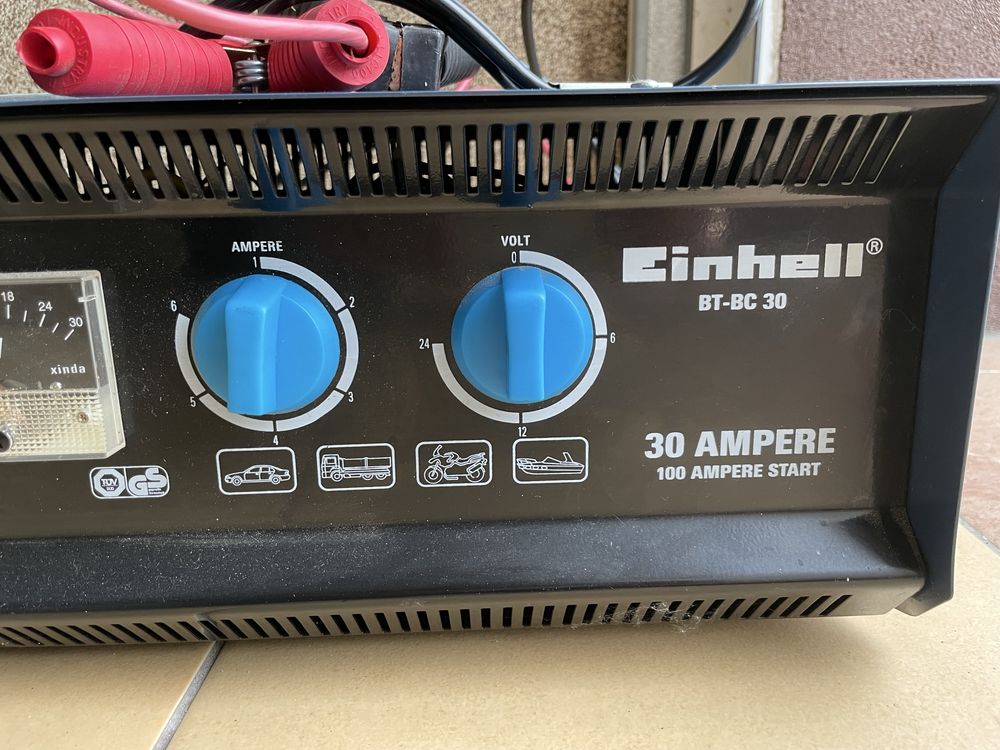 AMPERE
1
2
3
4
5
6
VOLT
0
6
12
24
Einhell®
BT-BC 30
18
24
30
xinda
30 AMPERE
100 AMPERE START
TÜV
GS